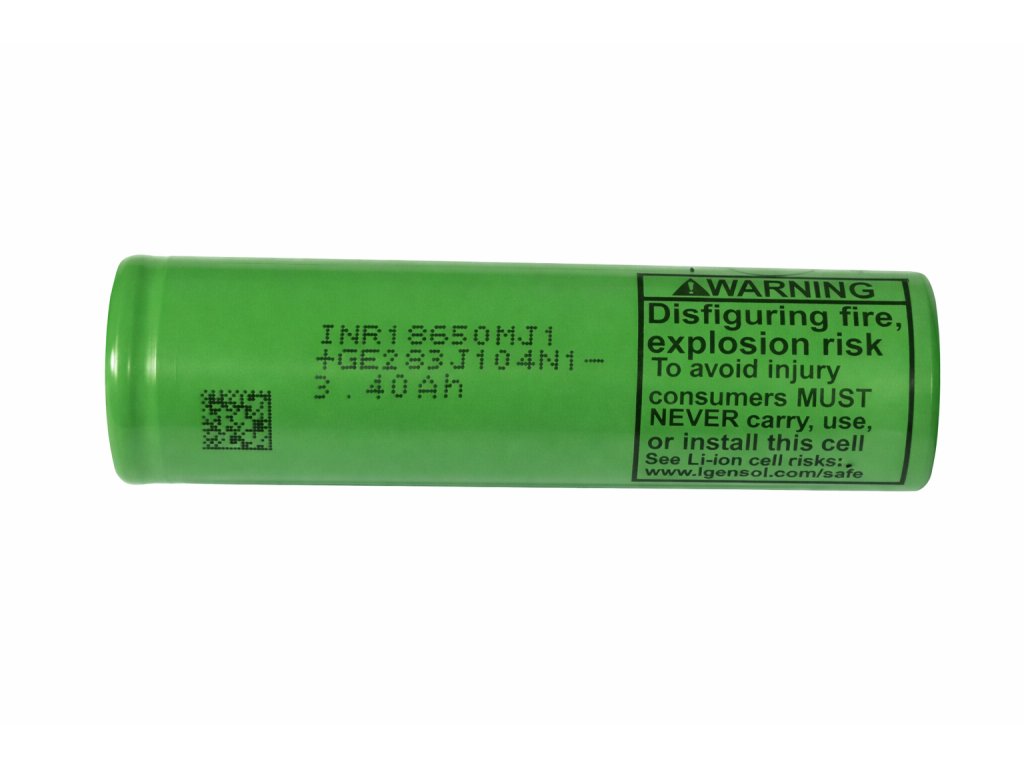 INR18650MJ1
+GE283J104N1-
3.40Ah
WARNING
Disfiguring fire,
explosion risk
To avoid injury
consumers MUST
NEVER carry, use,
or install this cell
See Li-ion cell risks:
www.lgensol.com/safe